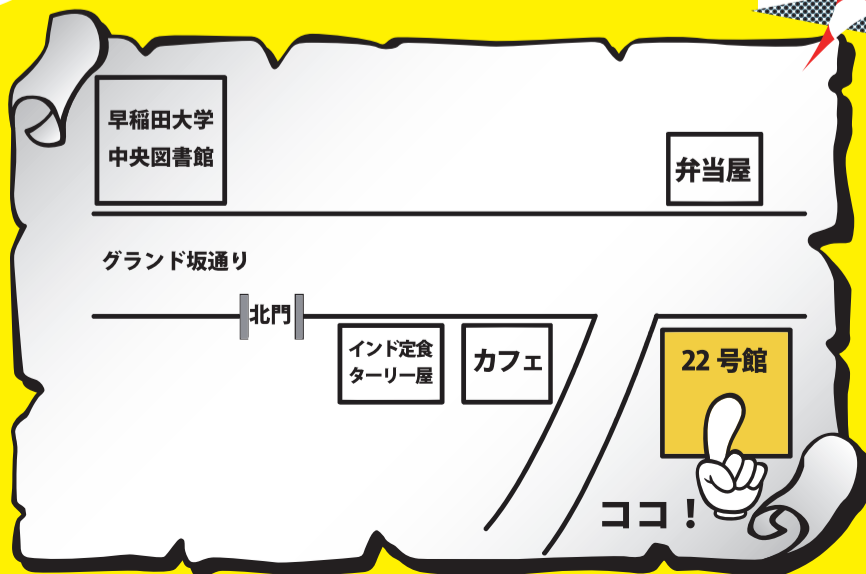 早稲田大学
中央図書館
弁当屋
グランド坂通り
北門
インド定食
ターリー屋
カフェ
22 号館
ココ！